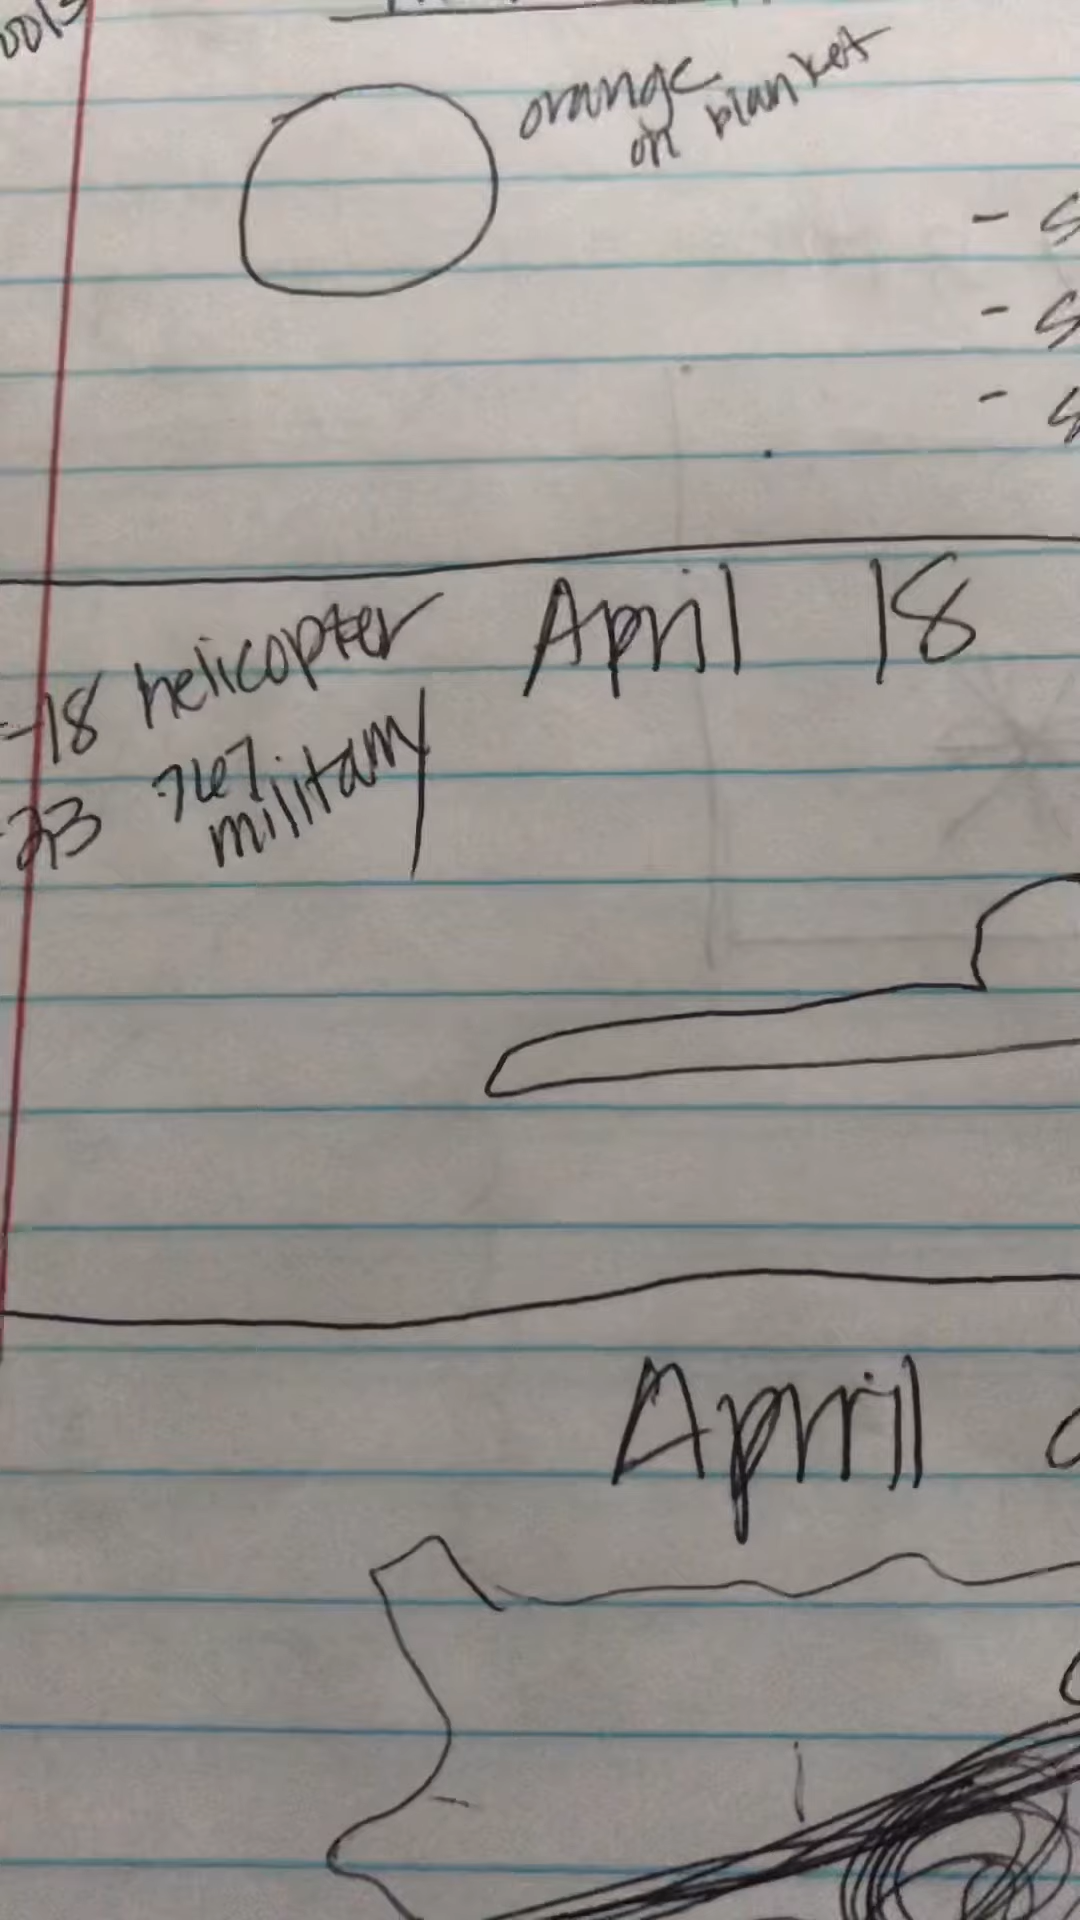 orange
on blanket
April 18
-18 helicopter
-23 767
military
April